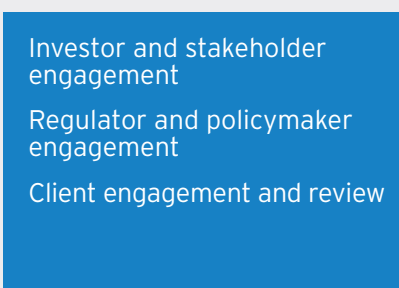 Investor and stakeholder
engagement
Regulator and policymaker
engagement
Client engagement and review